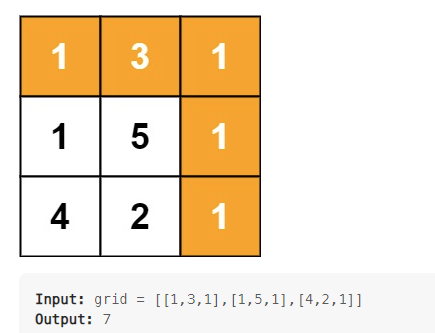 1 3 1
1 5 1
4 2 1
Input: grid = [[1,3,1],[1,5,1],[4,2,1]]
Output: 7